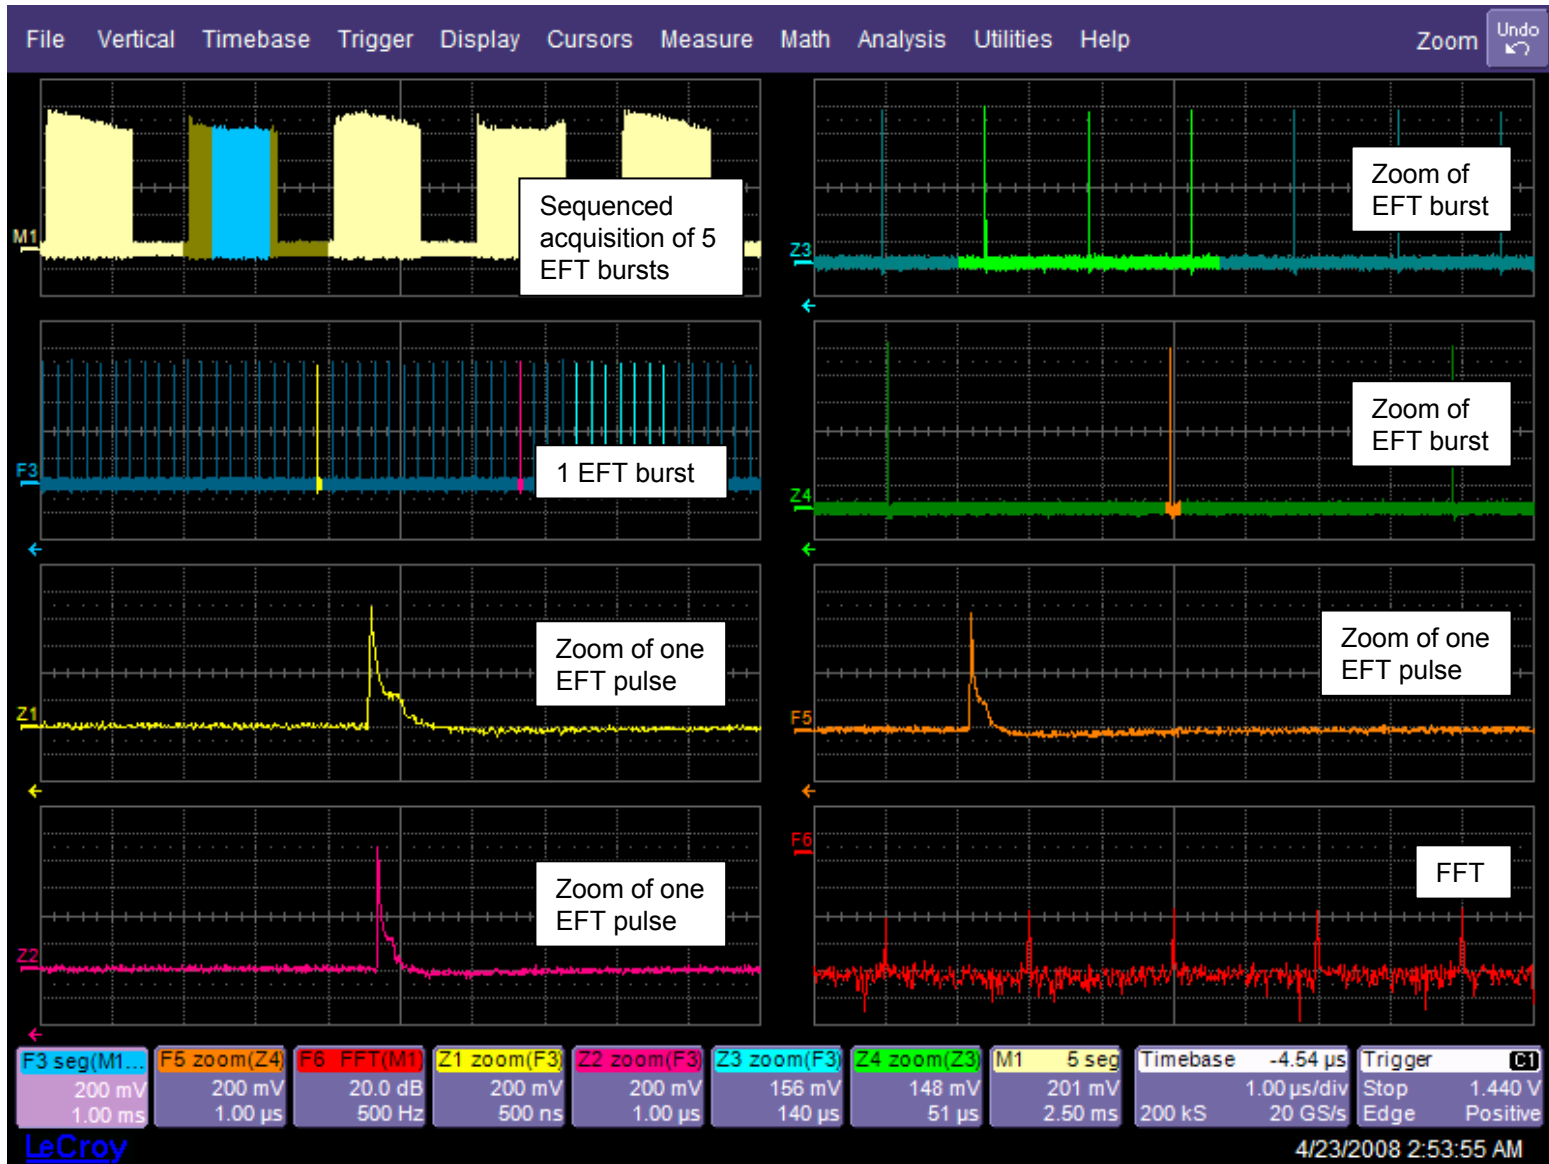 File Vertical Timebase Trigger Display Cursors Measure Math Analysis Utilities Help Zoom Undo
M1
Sequenced
acquisition of 5
EFT bursts
Z3
Zoom of
EFT burst
F3
1 EFT burst
Z4
Zoom of
EFT burst
Z1
Zoom of one
EFT pulse
F5
Zoom of one
EFT pulse
Z2
Zoom of one
EFT pulse
F6
FFT
F3 seg(M1... F5 zoom(Z4) F6 FFT(M1) Z1 zoom(F3) Z2 zoom(F3) Z3 zoom(F3) Z4 zoom(Z3) M1 5 seg Timebase -4.54 µs Trigger C1
200 mV 200 mV 20.0 dB 200 mV 200 mV 156 mV 148 mV 201 mV 1.00 µs/div Stop 1.440 V
1.00 ms 1.00 µs 500 Hz 500 ns 1.00 µs 140 µs 51 µs 2.50 ms 200 kS 20 GS/s Edge Positive
LeCroy 4/23/2008 2:53:55 AM